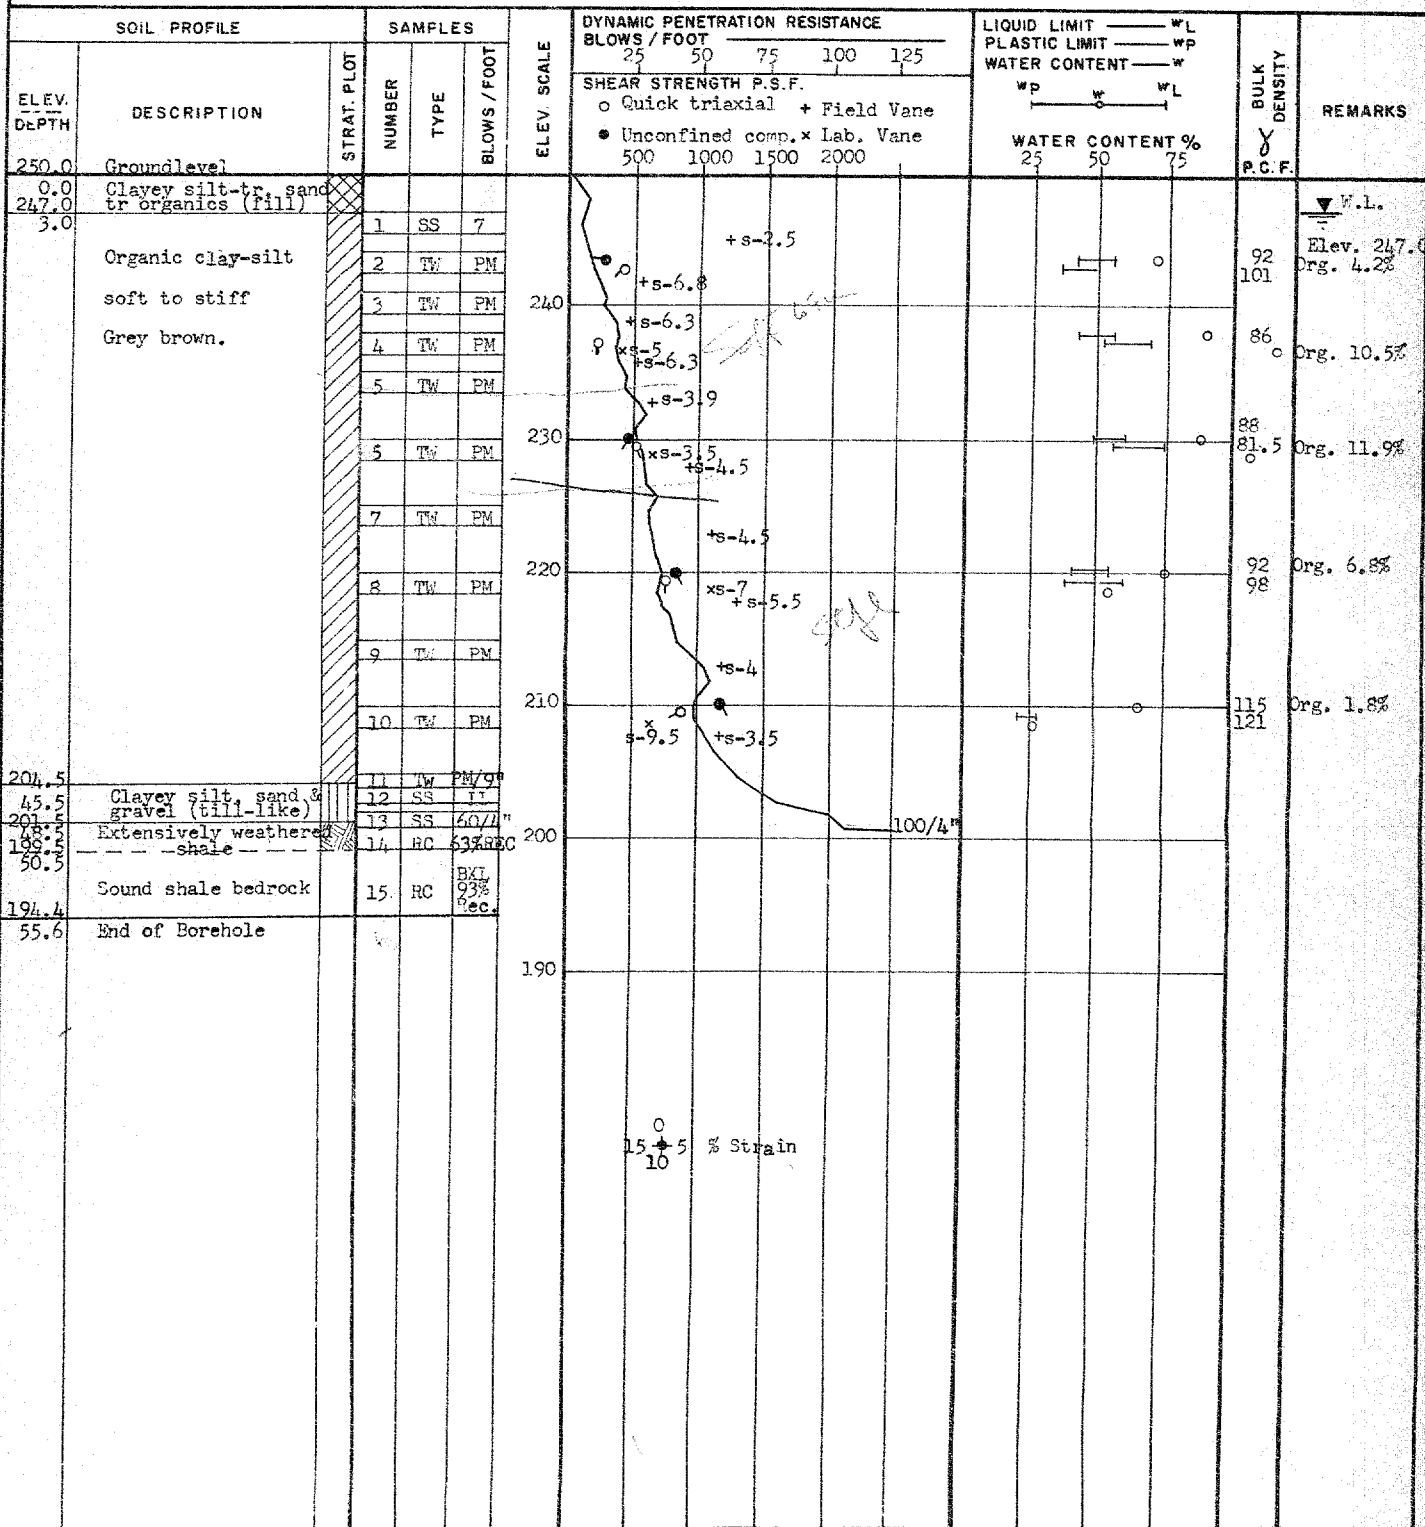 SOIL PROFILE
SAMPLES
ELEV.
DEPTH
DESCRIPTION
STRAT. PLOT
NUMBER
TYPE
BLOWS / FOOT
ELEV. SCALE
DYNAMIC PENETRATION RESISTANCE
BLOWS / FOOT
25 50 75 100 125
SHEAR STRENGTH P.S.F.
o Quick triaxial + Field Vane
● Unconfined comp. × Lab. Vane
500 1000 1500 2000
LIQUID LIMIT —— wL
PLASTIC LIMIT —— wP
WATER CONTENT — w
wP w wL
WATER CONTENT %
25 50 75
BULK DENSITY
γ
P.C.F.
REMARKS
250.0 Groundlevel
0.0 Clayey silt-tr. sand
247.0 tr organics (fill)
3.0
Organic clay-silt
soft to stiff
Grey brown.
204.5
45.5 Clayey silt, sand &
gravel (till-like)
201.5
48.5 Extensively weathered
199.5 shale
50.5
Sound shale bedrock
194.4
55.6 End of Borehole
1 SS 7
2 TW PM
3 TW PM
4 TW PM
5 TW PM
5 TW PM
7 TW PM
8 TW PM
9 TW PM
10 TW PM
11 TW PM/9"
12 SS 11
13 SS 60/4"
14 RC 63%REC
15 RC BXL
93%
Rec.
240
230
220
210
200
190
+ s-2.5
+s-6.8
+s-6.3
×s-5
+s-6.3
+s-3.9
×s-3.5
+s-4.5
+s-4.5
×s-7
+s-5.5
+s-4
s-9.5
+s-3.5
100/4"
0
15 5 % Strain
10
W.L.
Elev. 247.0
92 Org. 4.2%
101
86 Org. 10.5%
88
81.5 Org. 11.9%
92 Org. 6.8%
98
115 Org. 1.8%
121